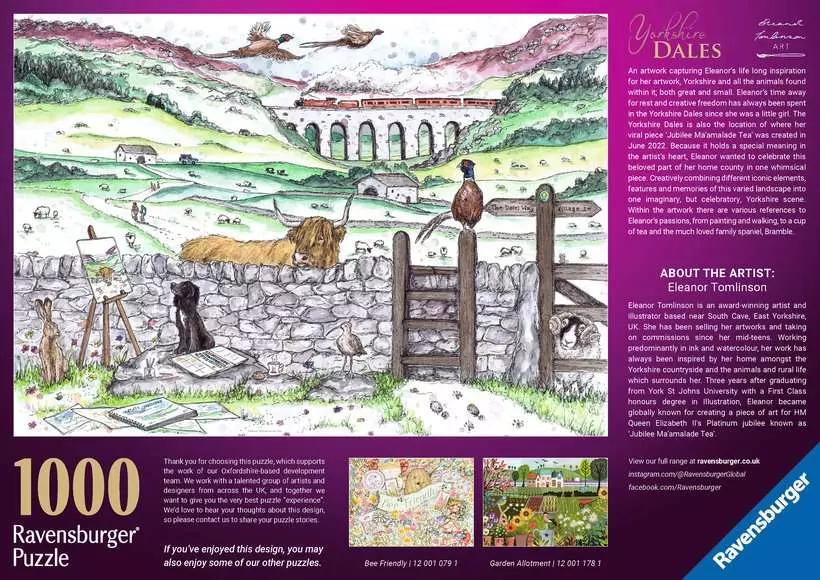 Yorkshire
DALES
Eleanor
Tomlinson
ART
An artwork capturing Eleanor's life long inspiration
for her artwork, Yorkshire and all the animals found
within it; both great and small. Eleanor's time away
for rest and creative freedom has always been spent
in the Yorkshire Dales since she was a little girl. The
Yorkshire Dales is also the location of where her
viral piece 'Jubilee Ma'amalade Tea' was created in
June 2022. Because it holds a special meaning in
the artist's heart, Eleanor wanted to celebrate this
beloved part of her home county in one whimsical
piece. Creatively combining different iconic elements,
features and memories of this varied landscape into
one imaginary, but celebratory, Yorkshire scene.
Within the artwork there are various references to
Eleanor's passions, from painting and walking, to a cup
of tea and the much loved family spaniel, Bramble.
The Dales Way
Village Inn
ABOUT THE ARTIST:
Eleanor Tomlinson
Eleanor Tomlinson is an award-winning artist and
illustrator based near South Cave, East Yorkshire,
UK. She has been selling her artworks and taking
on commissions since her mid-teens. Working
predominantly in ink and watercolour, her work has
always been inspired by her home amongst the
Yorkshire countryside and the animals and rural life
which surrounds her. Three years after graduating
from York St Johns University with a First Class
honours degree in Illustration, Eleanor became
globally known for creating a piece of art for HM
Queen Elizabeth II's Platinum jubilee known as
'Jubilee Ma'amalade Tea'.
View our full range at ravensburger.co.uk
instagram.com/@RavensburgerGlobal
facebook.com/Ravensburger
Ravensburger
1000
Ravensburger®
Puzzle
Thank you for choosing this puzzle, which supports
the work of our Oxfordshire-based development
team. We work with a talented group of artists and
designers from across the UK, and together we
want to give you the very best puzzle "experience".
We'd love to hear your thoughts about this design,
so please contact us to share your puzzle stories.
If you've enjoyed this design, you may
also enjoy some of our other puzzles.
Bee Friendly | 12 001 079 1
Garden Allotment | 12 001 178 1